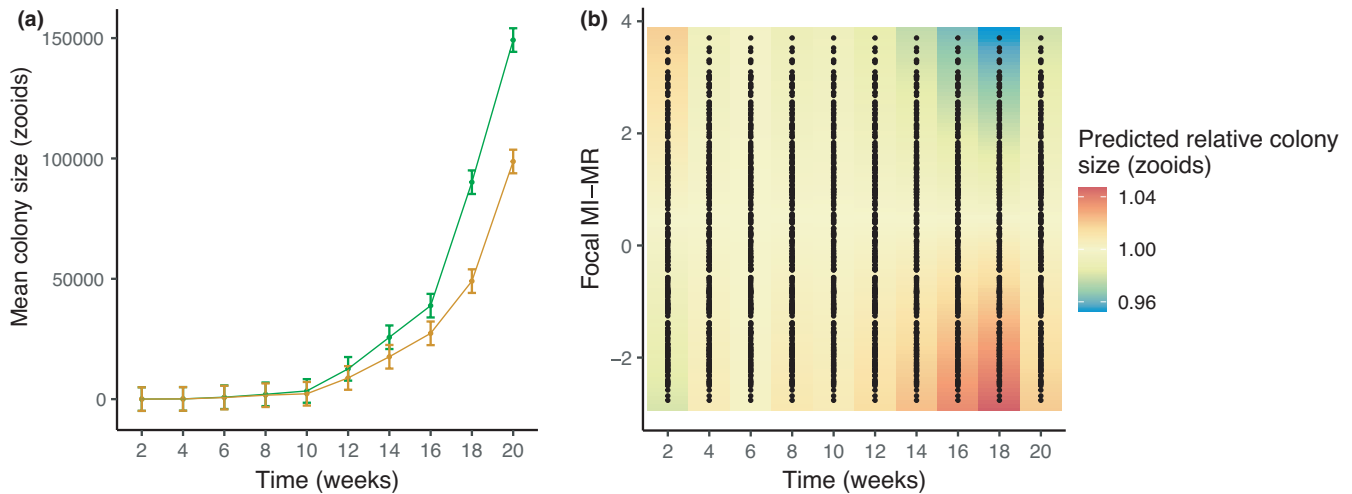 (a)
Mean colony size (zooids)
150000
100000
50000
0
2 4 6 8 10 12 14 16 18 20
Time (weeks)
(b)
Focal MI−MR
4
2
0
−2
2 4 6 8 10 12 14 16 18 20
Time (weeks)
Predicted relative colony
size (zooids)
1.04
1.00
0.96